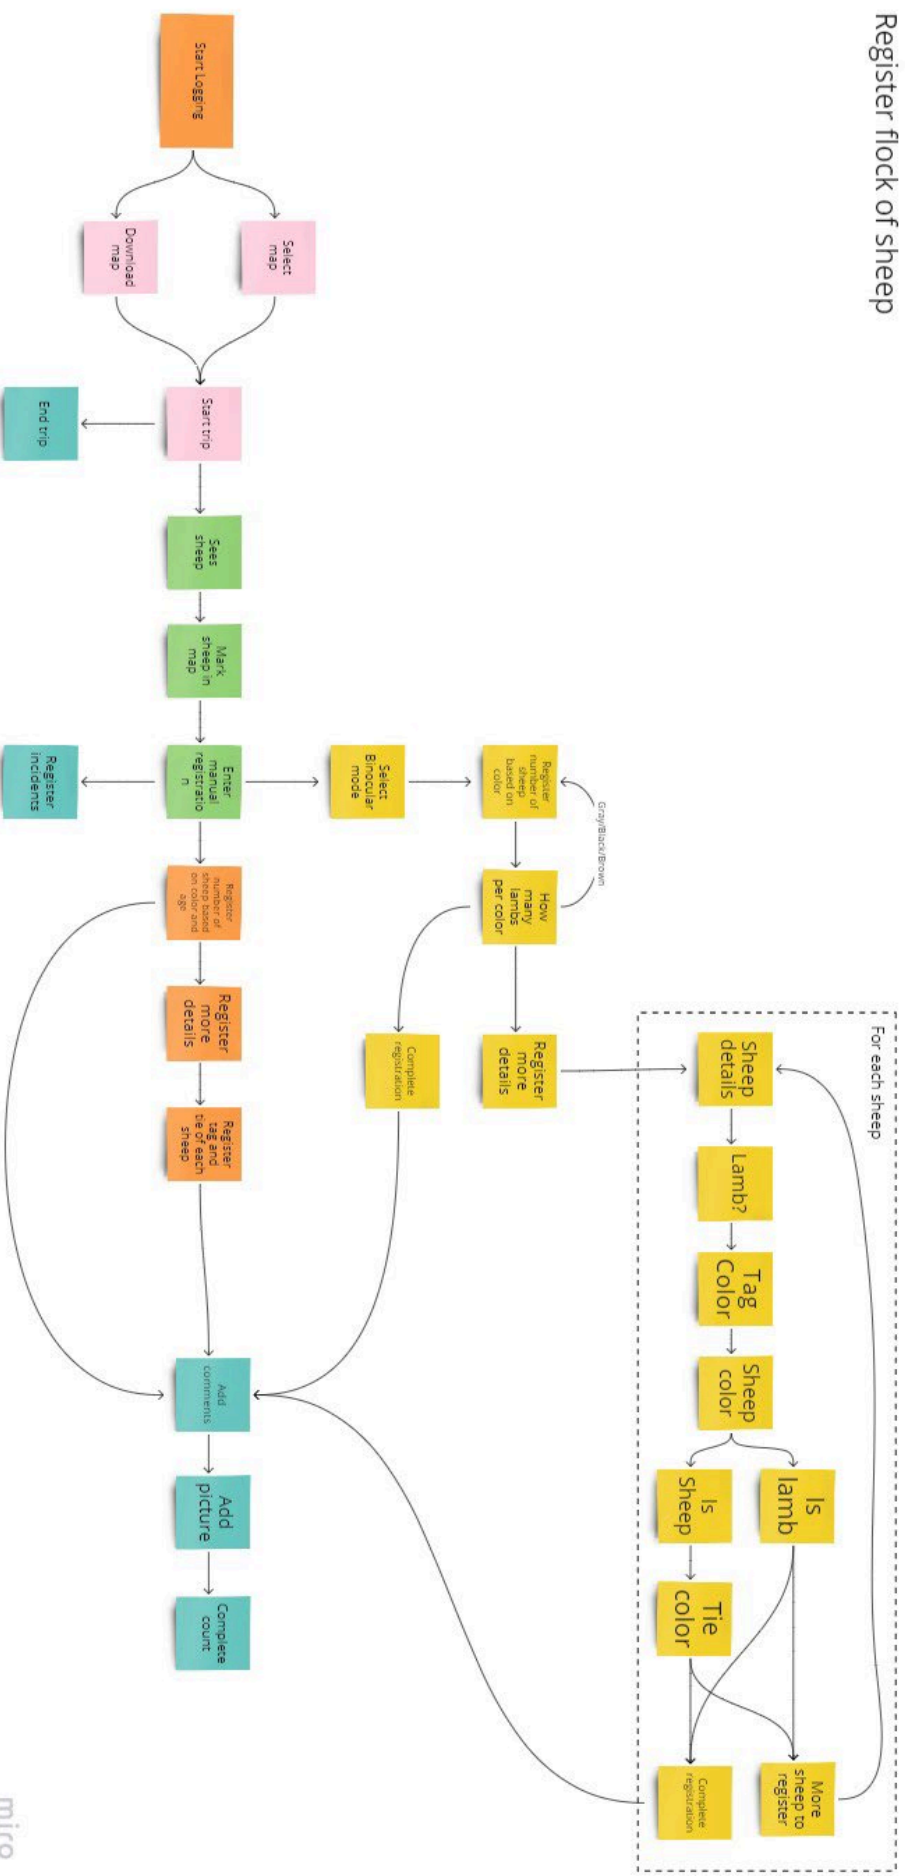 Register flock of sheep
Start Logging
Select
map
Download
map
Start trip
End trip
Sees
sheep
Mark
sheep in
map
Enter
manual
registratio
n
Register
incidents
Select
Binocular
mode
Register
number of
sheep
based on
color
Gray/Black/Brown
How
many
lambs
per color
Complete
registration
Register
more
details
Register
number of
sheep based
on color and
age
Register
more
details
Register
tag and
tie of each
sheep
For each sheep
Sheep
details
Lamb?
Tag
Color
Sheep
color
Is
lamb
Is
Sheep
Tie
color
More
sheep to
register
Complete
registration
Add
comments
Add
picture
Complete
count
miro